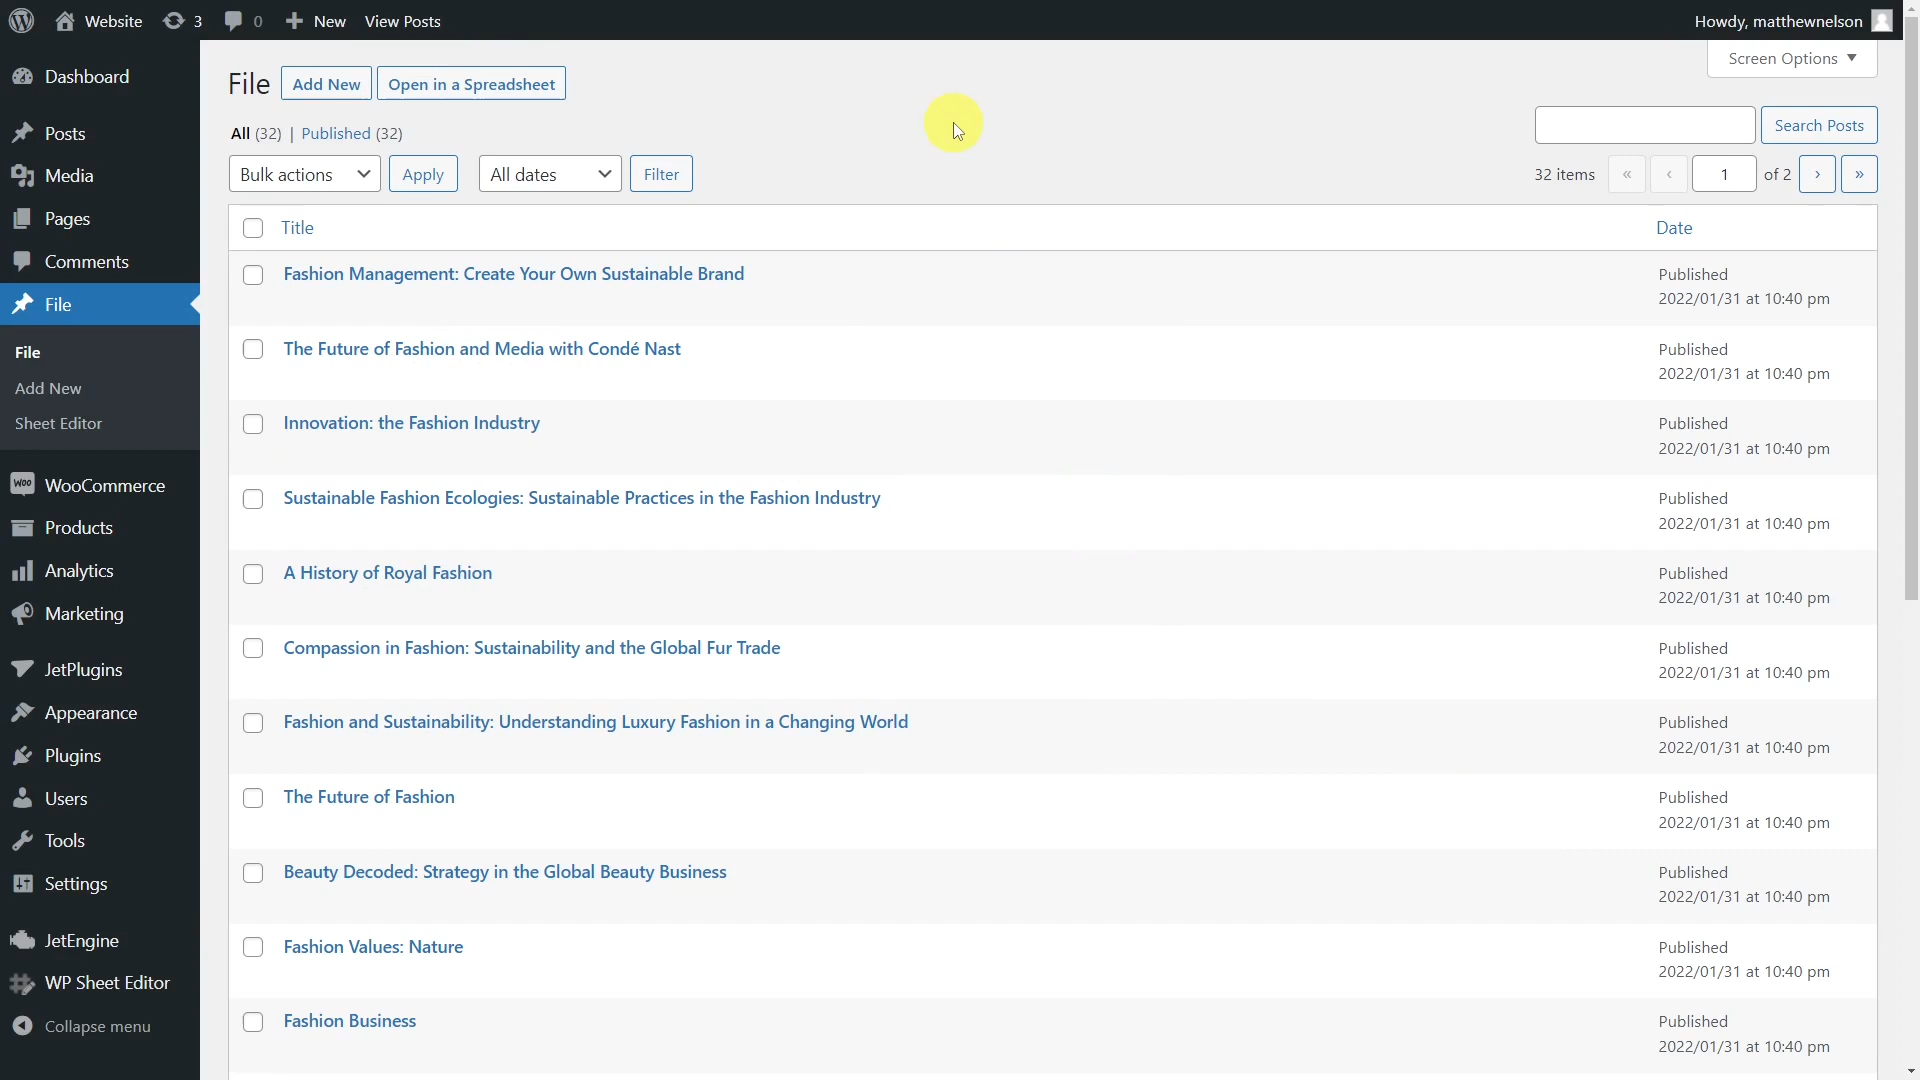 Website 3 0 New View Posts Howdy, matthewnelson
Screen Options
Dashboard
Posts
Media
Pages
Comments
File
File
Add New
Sheet Editor
WOO WooCommerce
Products
Analytics
Marketing
JetPlugins
Appearance
Plugins
Users
Tools
Settings
JetEngine
WP Sheet Editor
Collapse menu
File Add New Open in a Spreadsheet
All (32) | Published (32)
Search Posts
Bulk actions Apply All dates Filter
32 items « ‹ 1 of 2 › »
Title Date
Fashion Management: Create Your Own Sustainable Brand Published
2022/01/31 at 10:40 pm
The Future of Fashion and Media with Condé Nast Published
2022/01/31 at 10:40 pm
Innovation: the Fashion Industry Published
2022/01/31 at 10:40 pm
Sustainable Fashion Ecologies: Sustainable Practices in the Fashion Industry Published
2022/01/31 at 10:40 pm
A History of Royal Fashion Published
2022/01/31 at 10:40 pm
Compassion in Fashion: Sustainability and the Global Fur Trade Published
2022/01/31 at 10:40 pm
Fashion and Sustainability: Understanding Luxury Fashion in a Changing World Published
2022/01/31 at 10:40 pm
The Future of Fashion Published
2022/01/31 at 10:40 pm
Beauty Decoded: Strategy in the Global Beauty Business Published
2022/01/31 at 10:40 pm
Fashion Values: Nature Published
2022/01/31 at 10:40 pm
Fashion Business Published
2022/01/31 at 10:40 pm